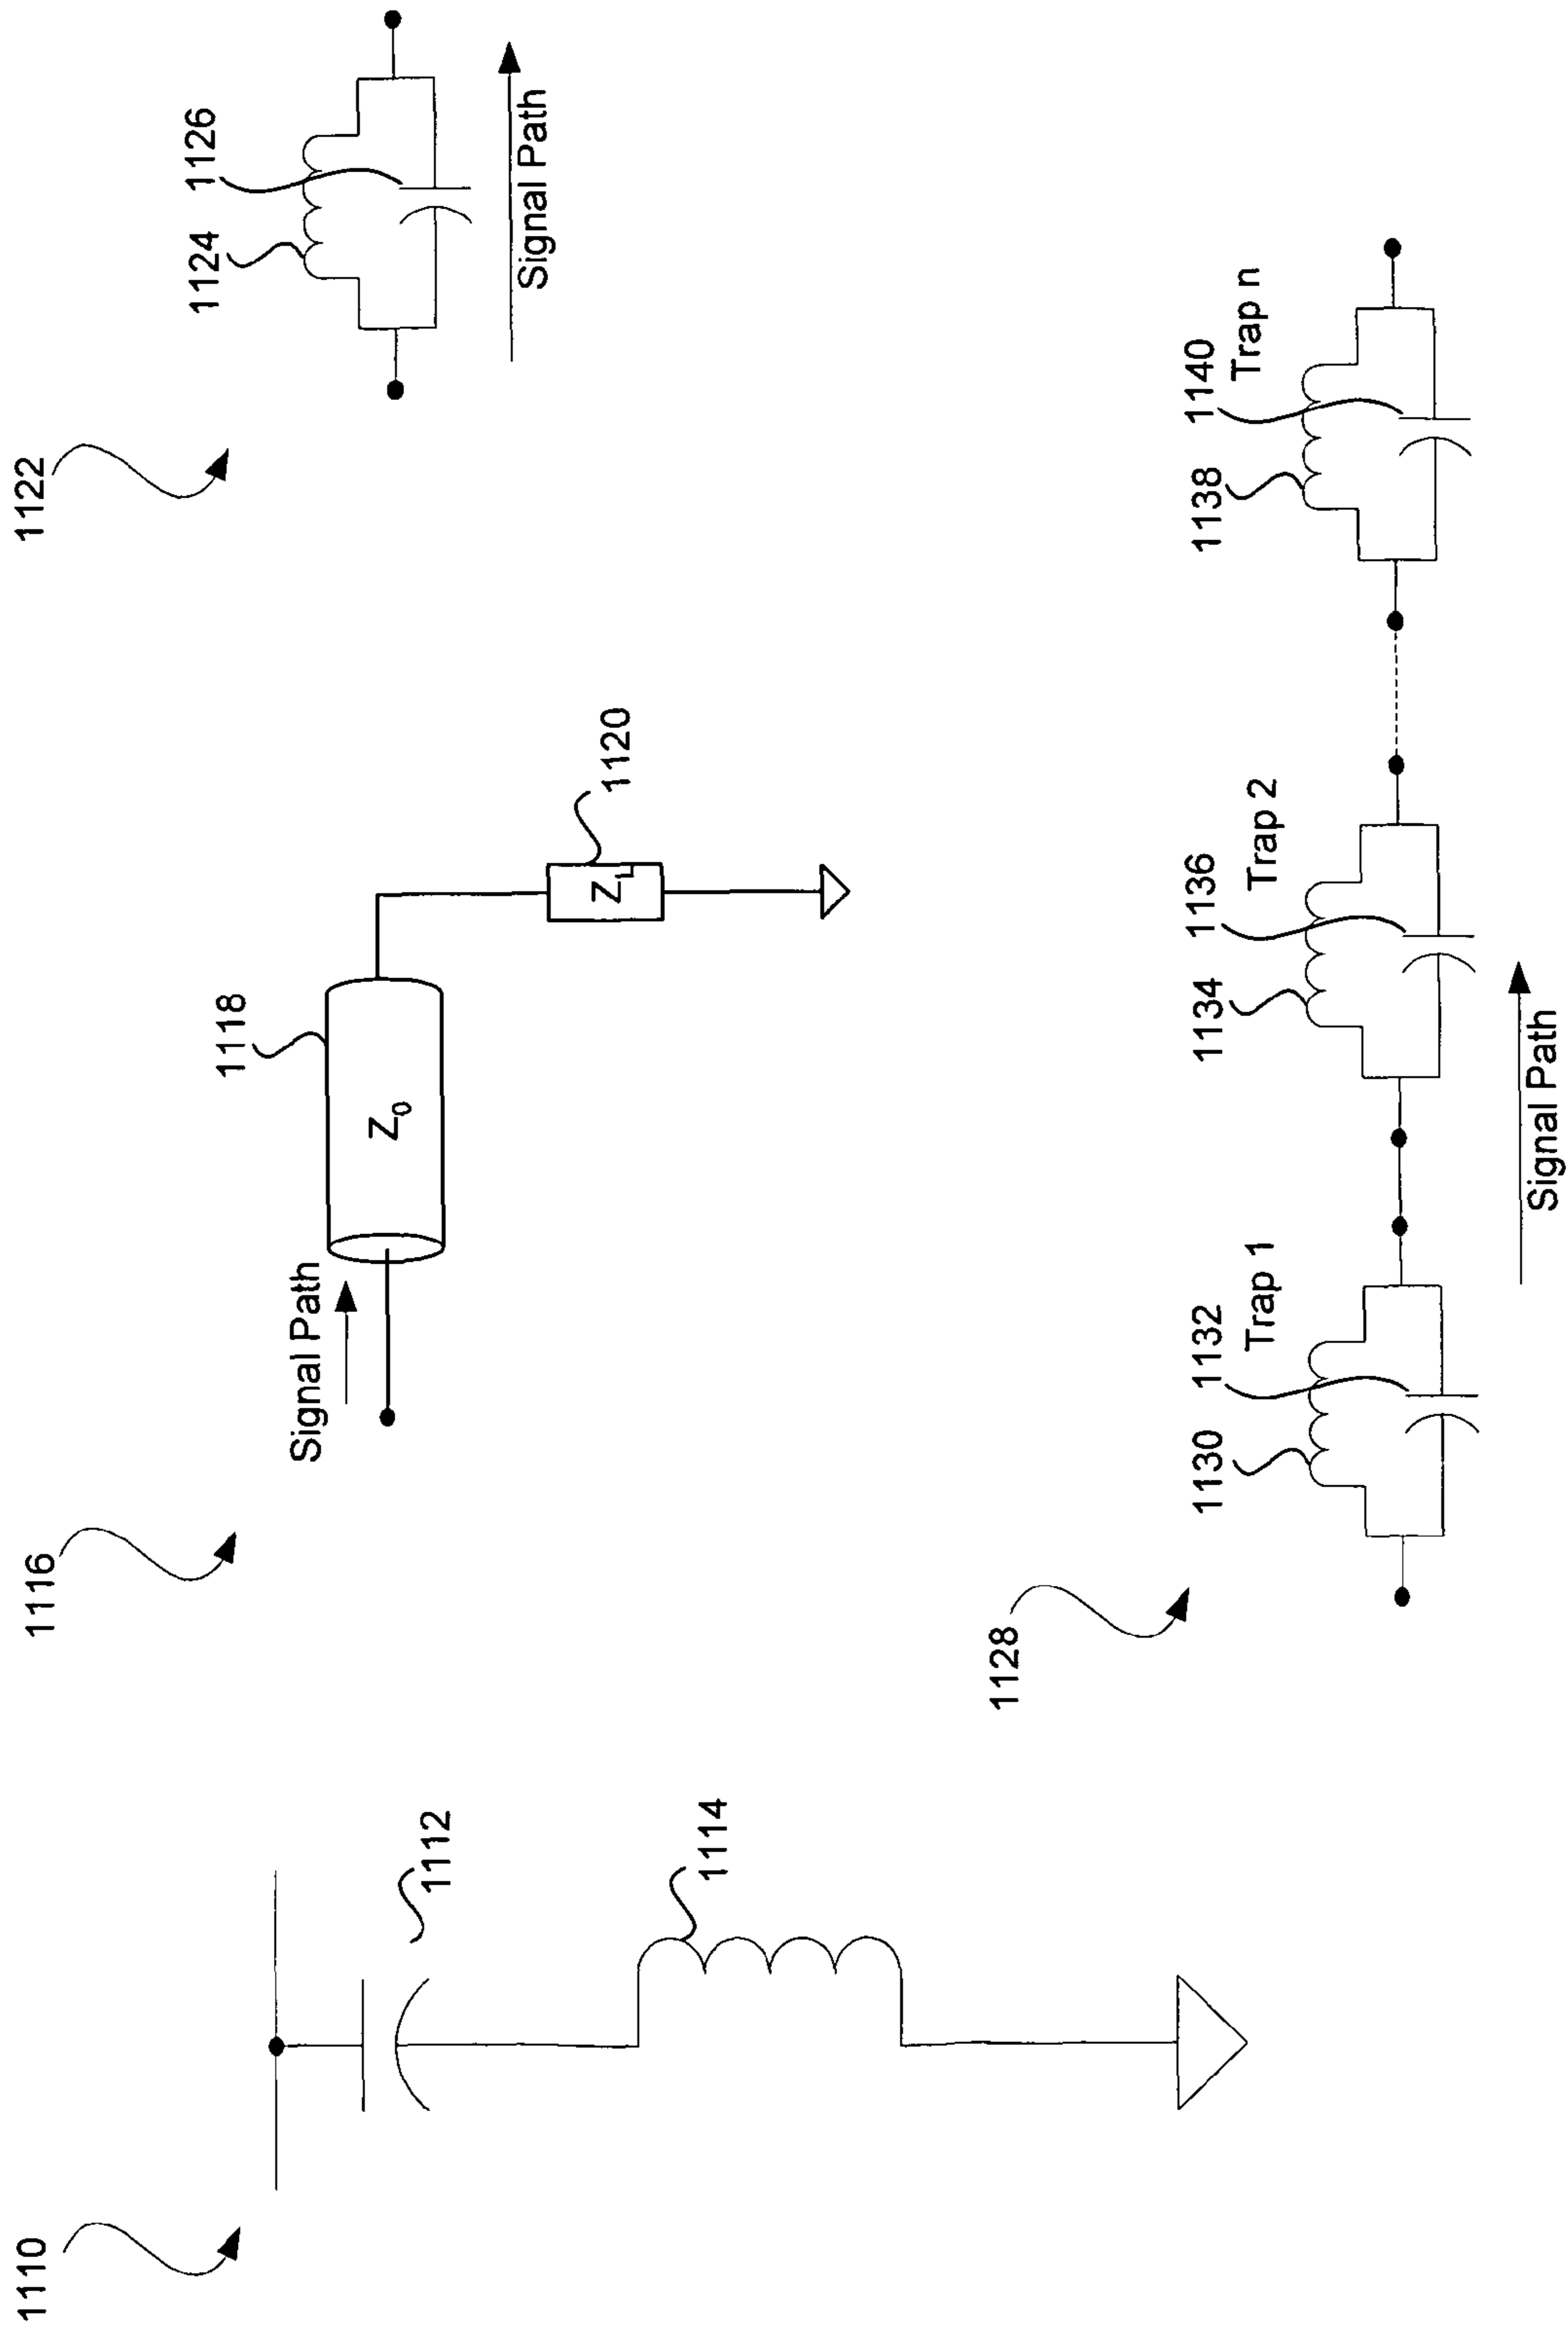 1110
1112
1114
1116
Signal Path
1118
Z0
1120
ZL
1122
1124
1126
Signal Path
1128
1130
1132
Trap 1
1134
1136
Trap 2
1138
1140
Trap n
Signal Path